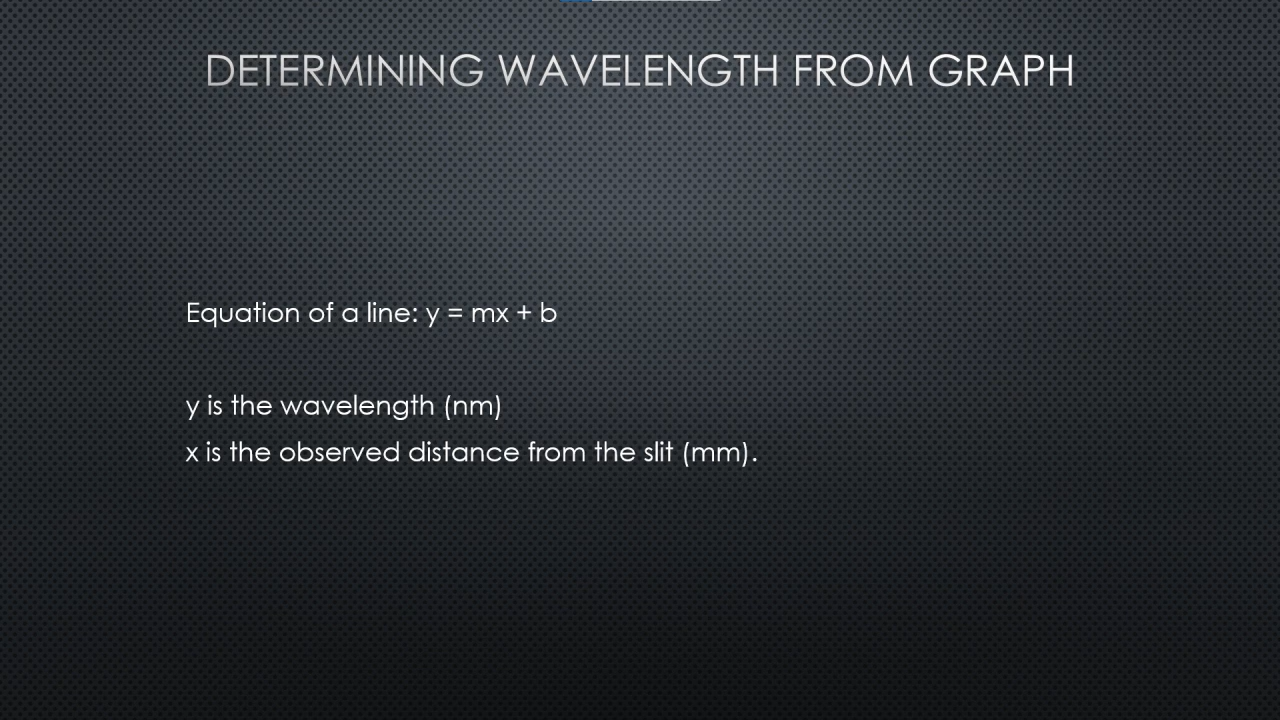 DETERMINING WAVELENGTH FROM GRAPH
Equation of a line: y = mx + b
y is the wavelength (nm)
x is the observed distance from the slit (mm).